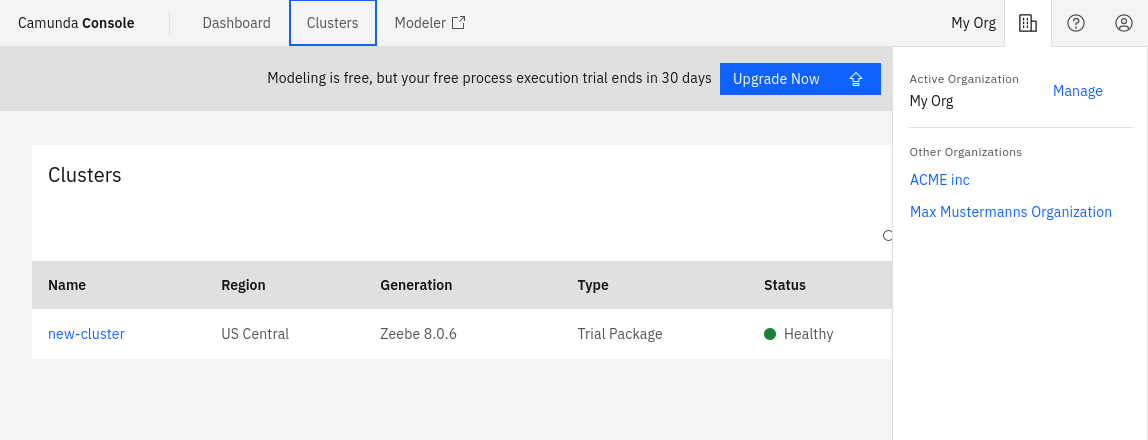 Camunda Console Dashboard Clusters Modeler My Org
Modeling is free, but your free process execution trial ends in 30 days Upgrade Now
Active Organization
My Org
Manage
Other Organizations
ACME inc
Max Mustermanns Organization
Clusters
Name Region Generation Type Status
new-cluster US Central Zeebe 8.0.6 Trial Package Healthy